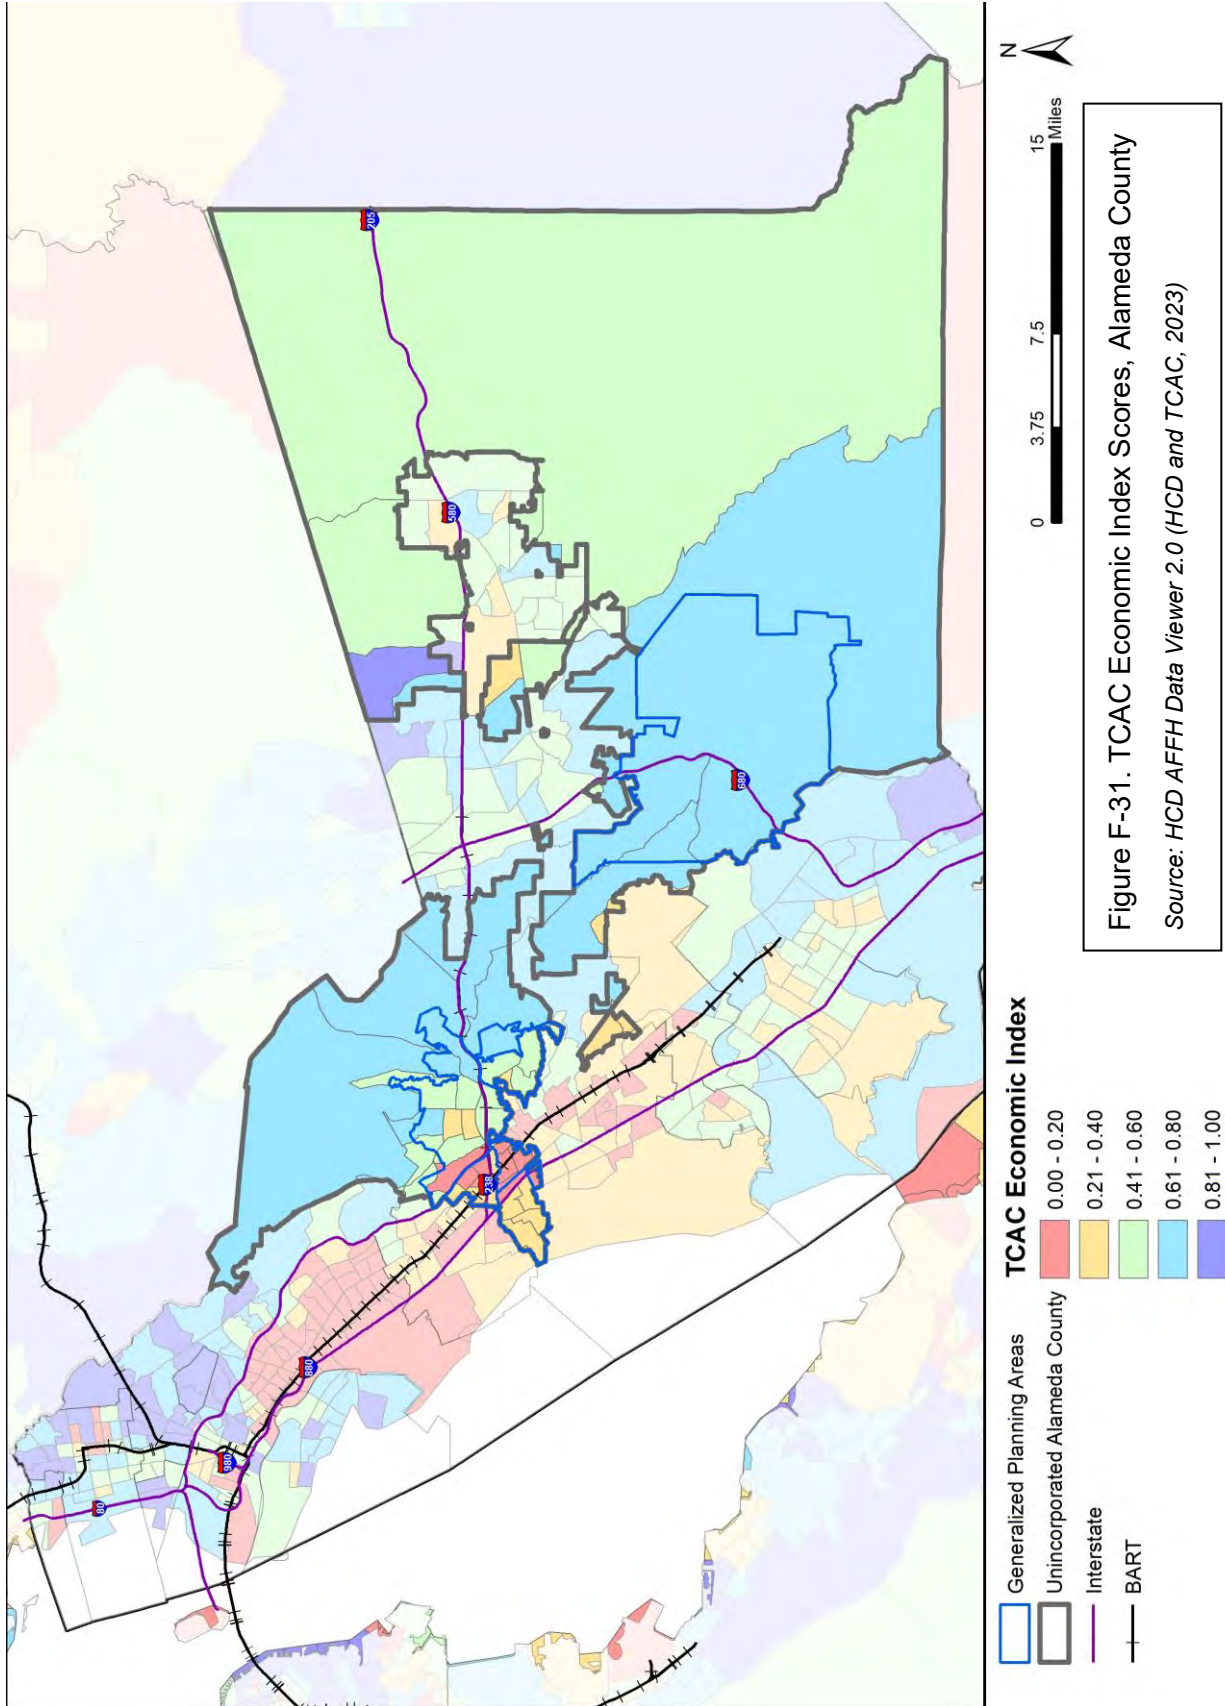 205
580
680
238
880
980
80
N
0 3.75 7.5 15
Miles
TCAC Economic Index
Generalized Planning Areas
Unincorporated Alameda County
Interstate
BART
0.00 - 0.20
0.21 - 0.40
0.41 - 0.60
0.61 - 0.80
0.81 - 1.00
Figure F-31. TCAC Economic Index Scores, Alameda County
Source: HCD AFFH Data Viewer 2.0 (HCD and TCAC, 2023)